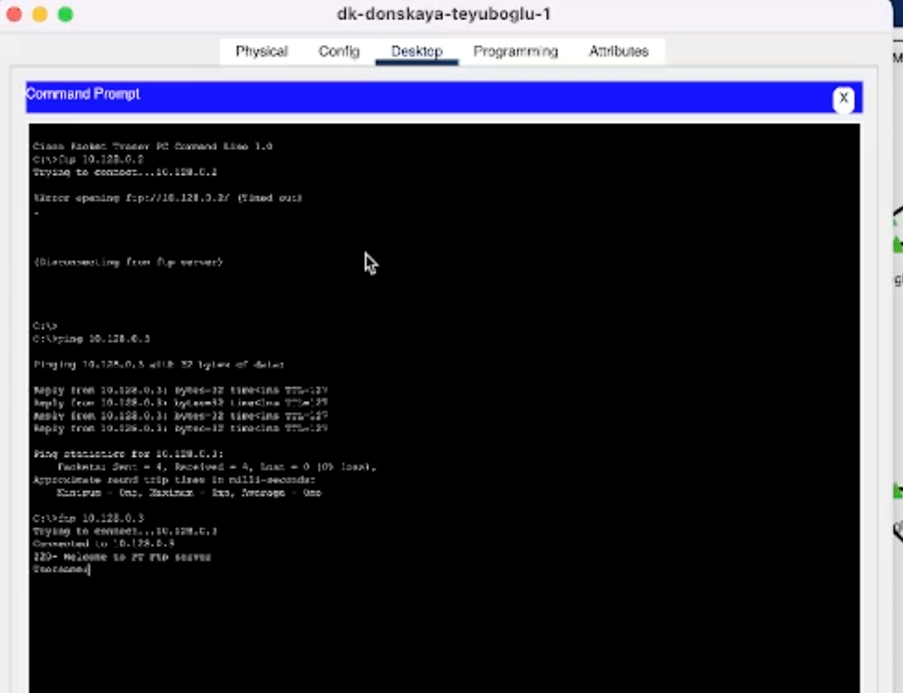 dk-donskaya-teyuboglu-1
Physical Config Desktop Programming Attributes
Command Prompt
X
Cisco Packet Tracer PC Command Line 1.0
C:\>ftp 10.128.0.2
Trying to connect...10.128.0.2
%Error opening ftp://10.128.0.2/ (Timed out)
.
(Disconnecting from ftp server)
C:\>
C:\>ping 10.128.0.3
Pinging 10.128.0.3 with 32 bytes of data:
Reply from 10.128.0.3: bytes=32 time<1ms TTL=127
Reply from 10.128.0.3: bytes=32 time<1ms TTL=127
Reply from 10.128.0.3: bytes=32 time<1ms TTL=127
Reply from 10.128.0.3: bytes=32 time<1ms TTL=127
Ping statistics for 10.128.0.3:
Packets: Sent = 4, Received = 4, Lost = 0 (0% loss),
Approximate round trip times in milli-seconds:
Minimum = 0ms, Maximum = 0ms, Average = 0ms
C:\>ftp 10.128.0.3
Trying to connect...10.128.0.3
Connected to 10.128.0.3
220- Welcome to PT Ftp server
Username: